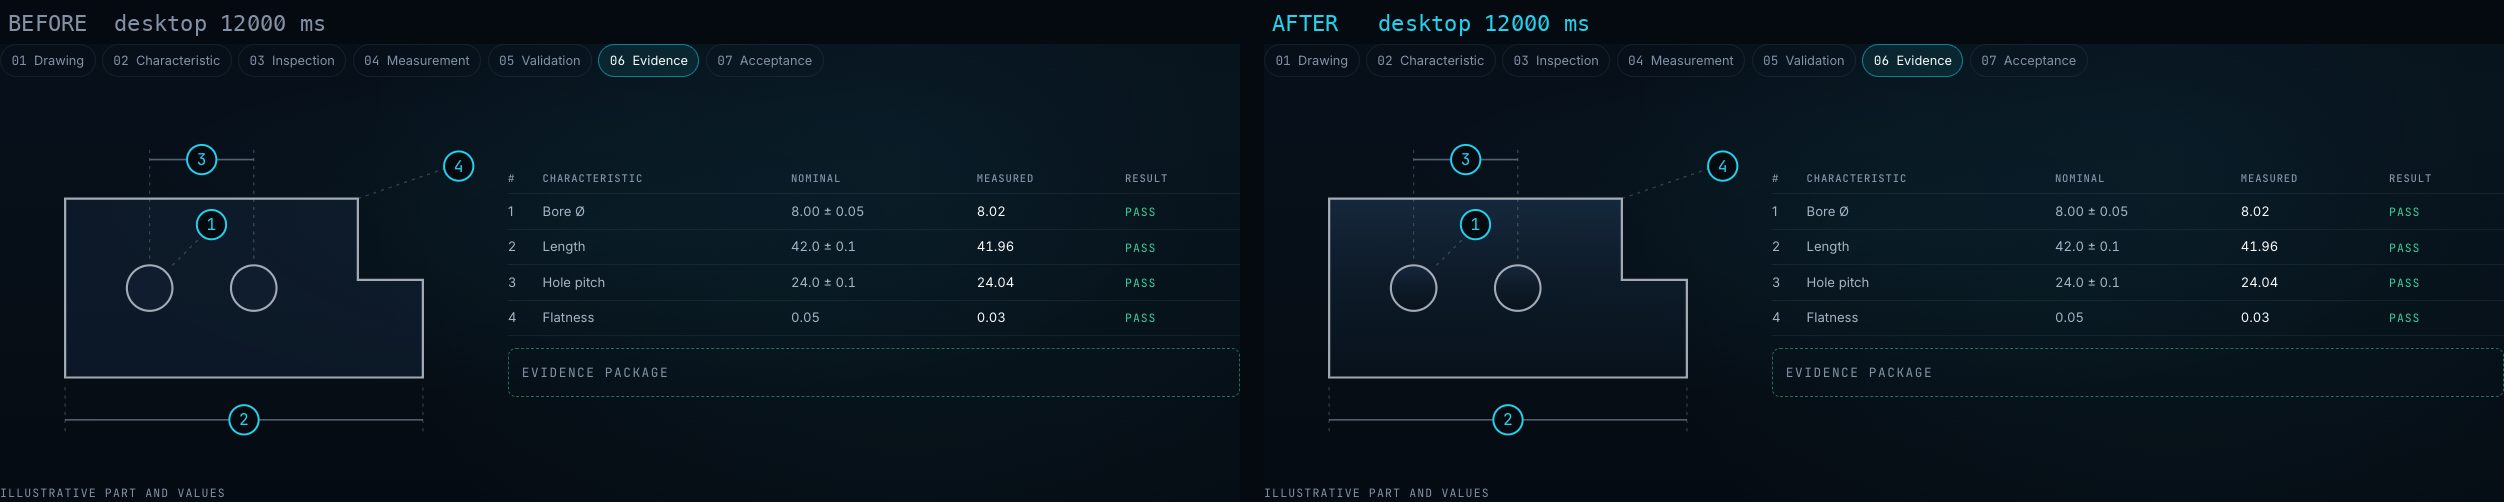 BEFORE desktop 12000 ms
01 Drawing 02 Characteristic 03 Inspection 04 Measurement 05 Validation 06 Evidence 07 Acceptance
3
4
1
2
# CHARACTERISTIC NOMINAL MEASURED RESULT
1 Bore Ø 8.00 ± 0.05 8.02 PASS
2 Length 42.0 ± 0.1 41.96 PASS
3 Hole pitch 24.0 ± 0.1 24.04 PASS
4 Flatness 0.05 0.03 PASS
EVIDENCE PACKAGE
ILLUSTRATIVE PART AND VALUES
AFTER desktop 12000 ms
01 Drawing 02 Characteristic 03 Inspection 04 Measurement 05 Validation 06 Evidence 07 Acceptance
3
4
1
2
# CHARACTERISTIC NOMINAL MEASURED RESULT
1 Bore Ø 8.00 ± 0.05 8.02 PASS
2 Length 42.0 ± 0.1 41.96 PASS
3 Hole pitch 24.0 ± 0.1 24.04 PASS
4 Flatness 0.05 0.03 PASS
EVIDENCE PACKAGE
ILLUSTRATIVE PART AND VALUES